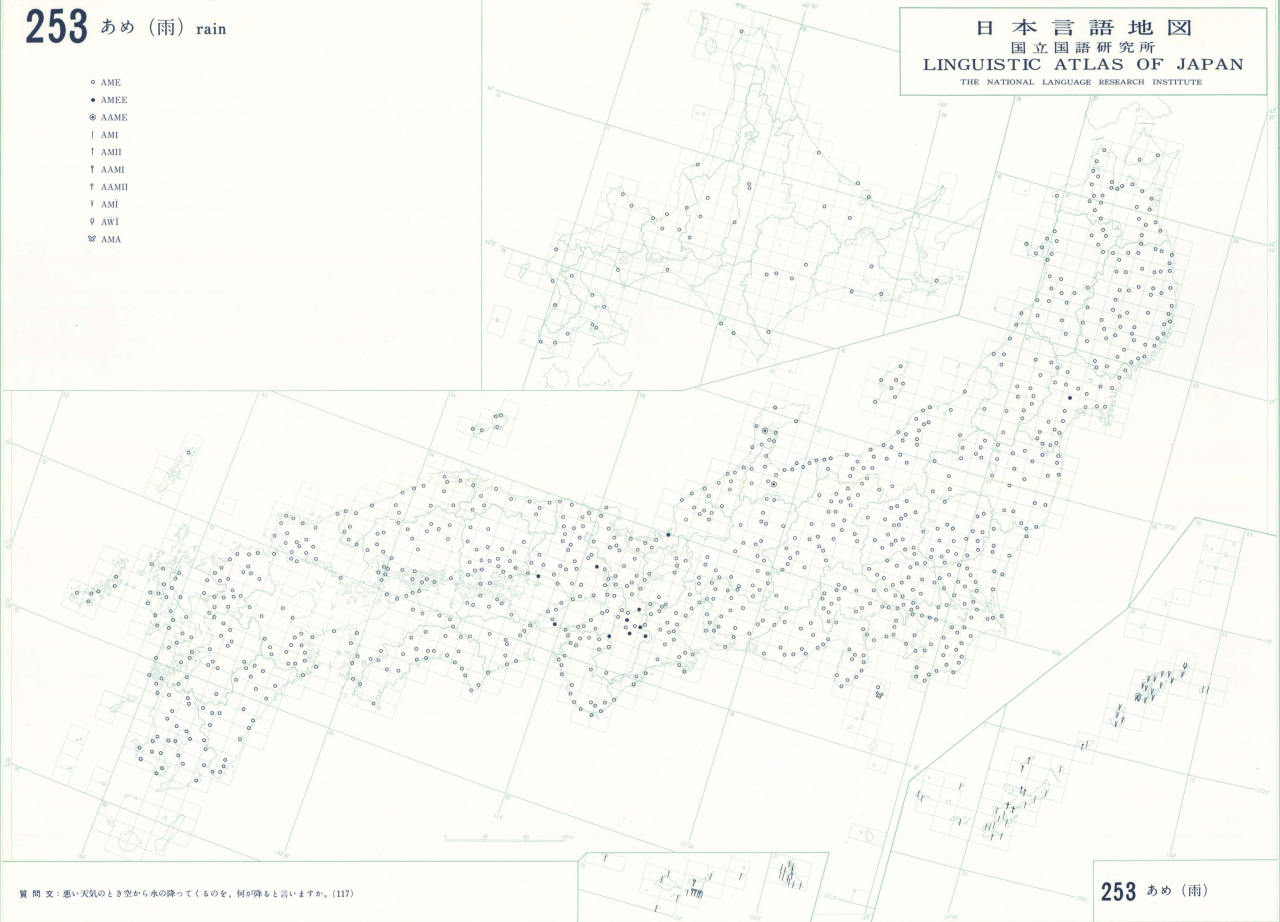 253 あめ（雨）rain
AME
AMEE
AAME
AMI
AMII
AAMI
AAMII
AMÏ
AWÏ
AMA
日本言語地図
国立国語研究所
LINGUISTIC ATLAS OF JAPAN
THE NATIONAL LANGUAGE RESEARCH INSTITUTE
質問文：悪い天気のとき空から水の降ってくるのを，何が降ると言いますか。(117)
253 あめ（雨）